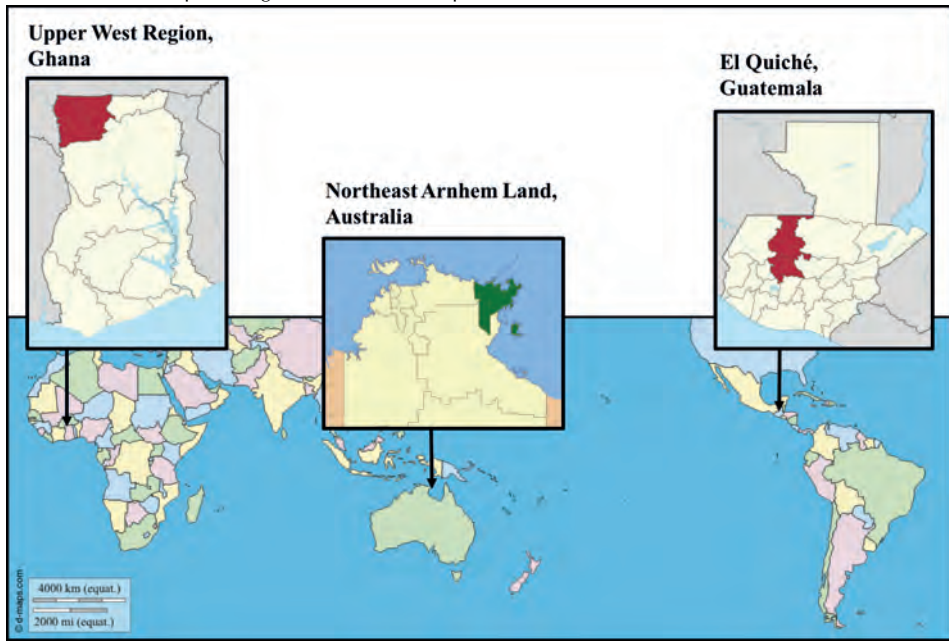 Upper West Region,
Ghana
El Quiché,
Guatemala
Northeast Arnhem Land,
Australia
4000 km (equat.)
2000 mi (equat.)
© d-maps.com